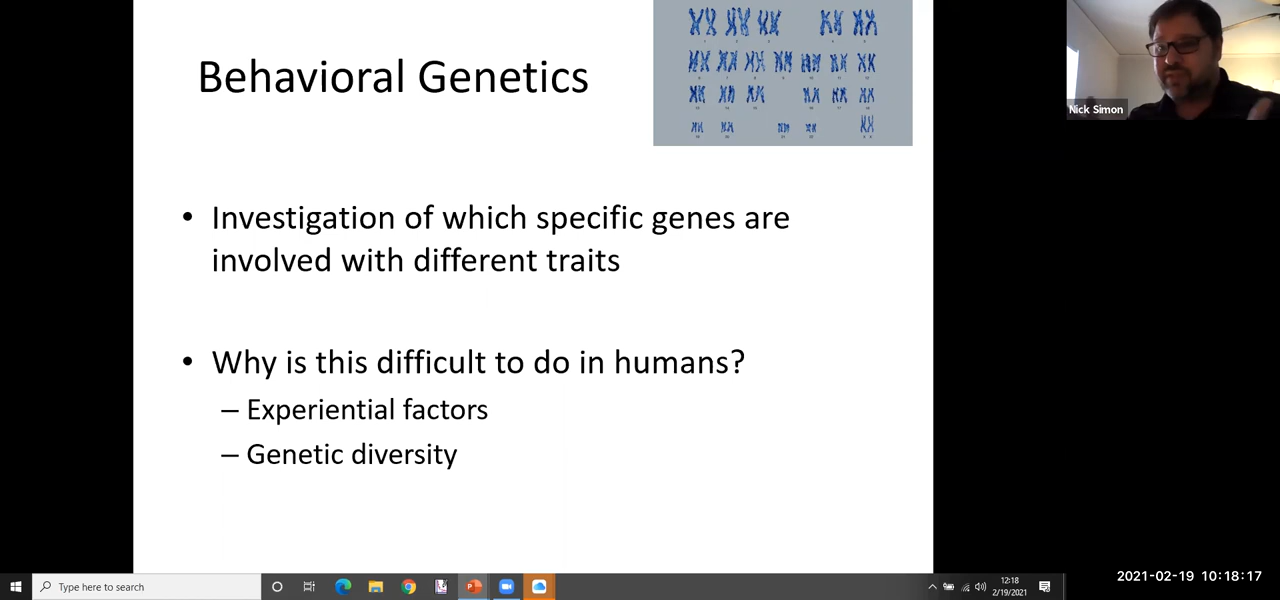 Behavioral Genetics
Nick Simon
• Investigation of which specific genes are
involved with different traits
• Why is this difficult to do in humans?
– Experiential factors
– Genetic diversity
Type here to search
12:18
2/19/2021
2021-02-19 10:18:17